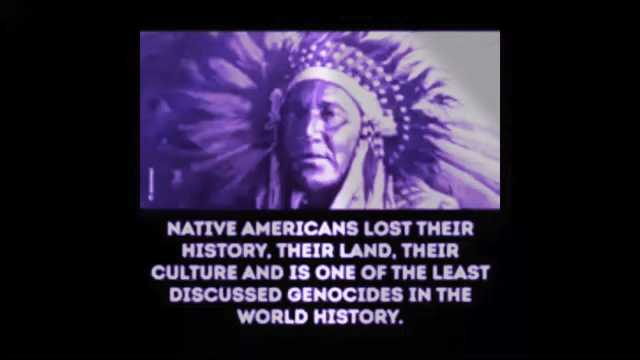 NATIVE AMERICANS LOST THEIR
HISTORY, THEIR LAND, THEIR
CULTURE AND IS ONE OF THE LEAST
DISCUSSED GENOCIDES IN THE
WORLD HISTORY.